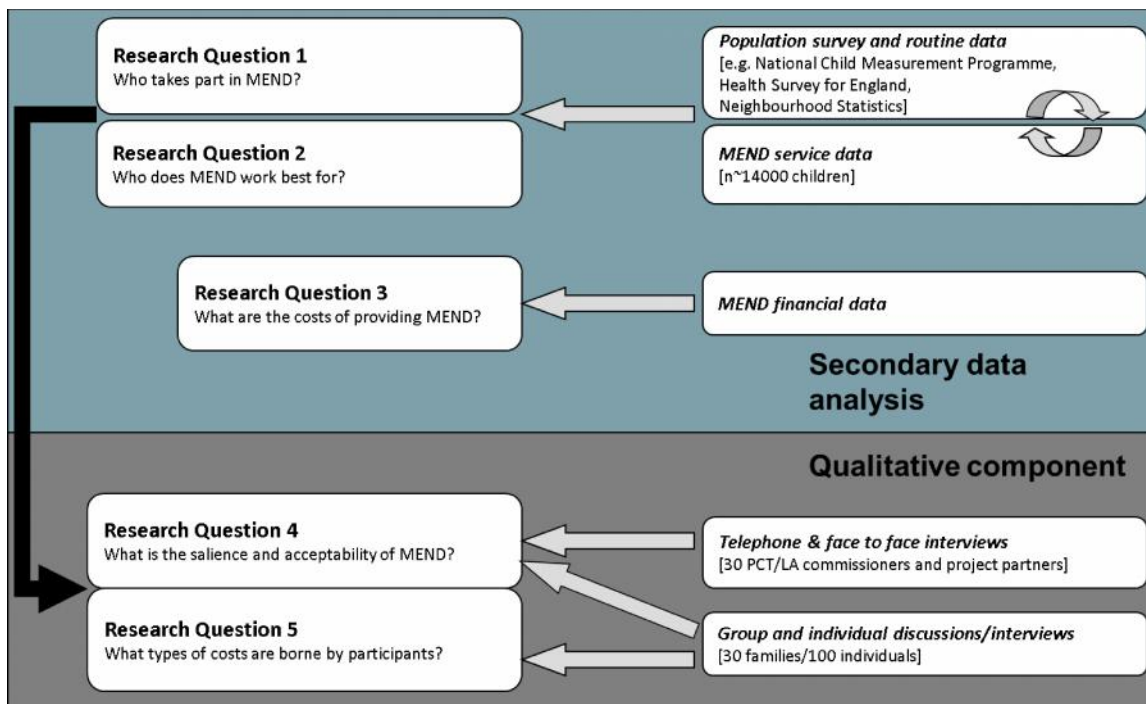 Research Question 1
Who takes part in MEND?
Research Question 2
Who does MEND work best for?
Population survey and routine data
[e.g. National Child Measurement Programme,
Health Survey for England,
Neighbourhood Statistics]
MEND service data
[n~14000 children]
Research Question 3
What are the costs of providing MEND?
MEND financial data
Secondary data
analysis
Qualitative component
Research Question 4
What is the salience and acceptability of MEND?
Telephone & face to face interviews
[30 PCT/LA commissioners and project partners]
Research Question 5
What types of costs are borne by participants?
Group and individual discussions/interviews
[30 families/100 individuals]